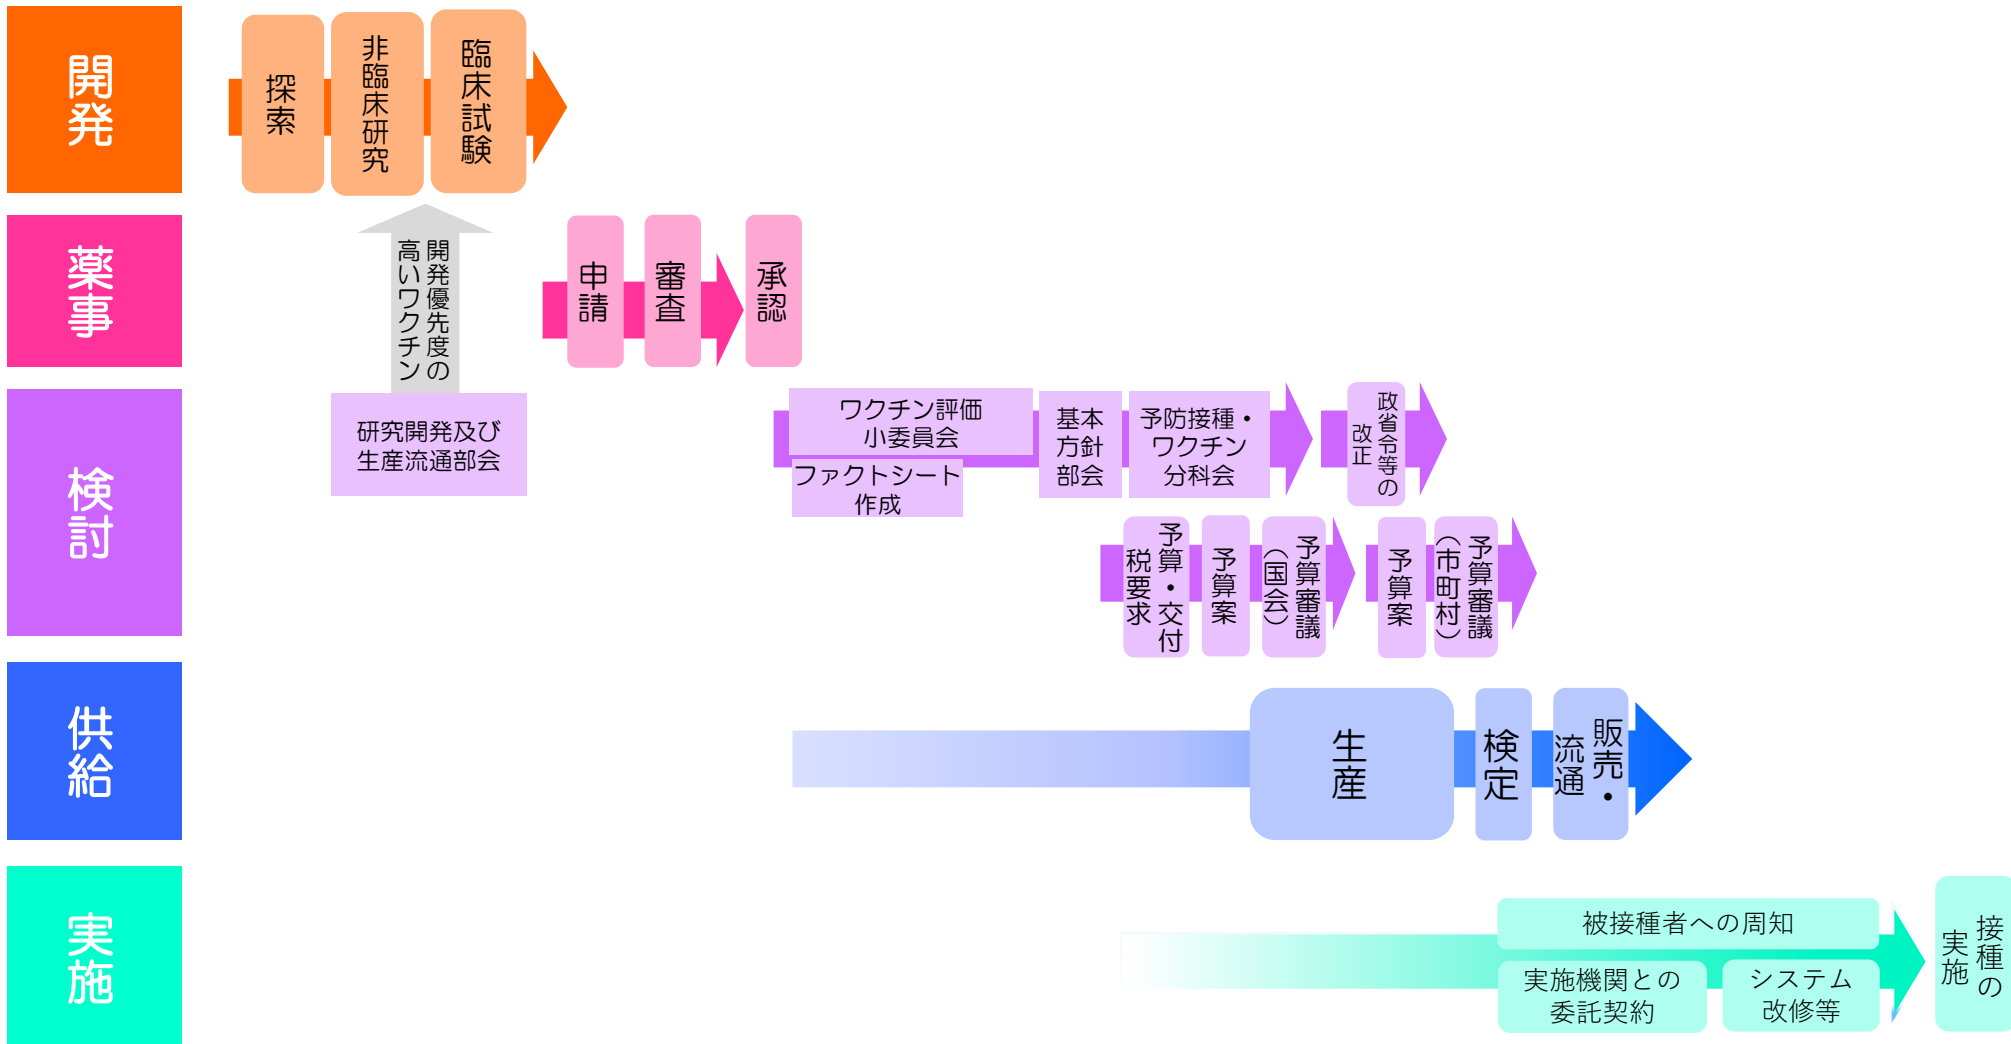 開発
探索
非臨床研究
臨床試験
薬事
開発優先度の
高いワクチン
申請
審査
承認
検討
研究開発及び
生産流通部会
ワクチン評価
小委員会
ファクトシート
作成
基本
方針
部会
予防接種・
ワクチン
分科会
政省令等の
改正
予算・交付
税要求
予算案
予算審議
（国会）
予算案
予算審議
（市町村）
供給
生産
検定
販売・
流通
実施
被接種者への周知
実施機関との
委託契約
システム
改修等
接種の
実施